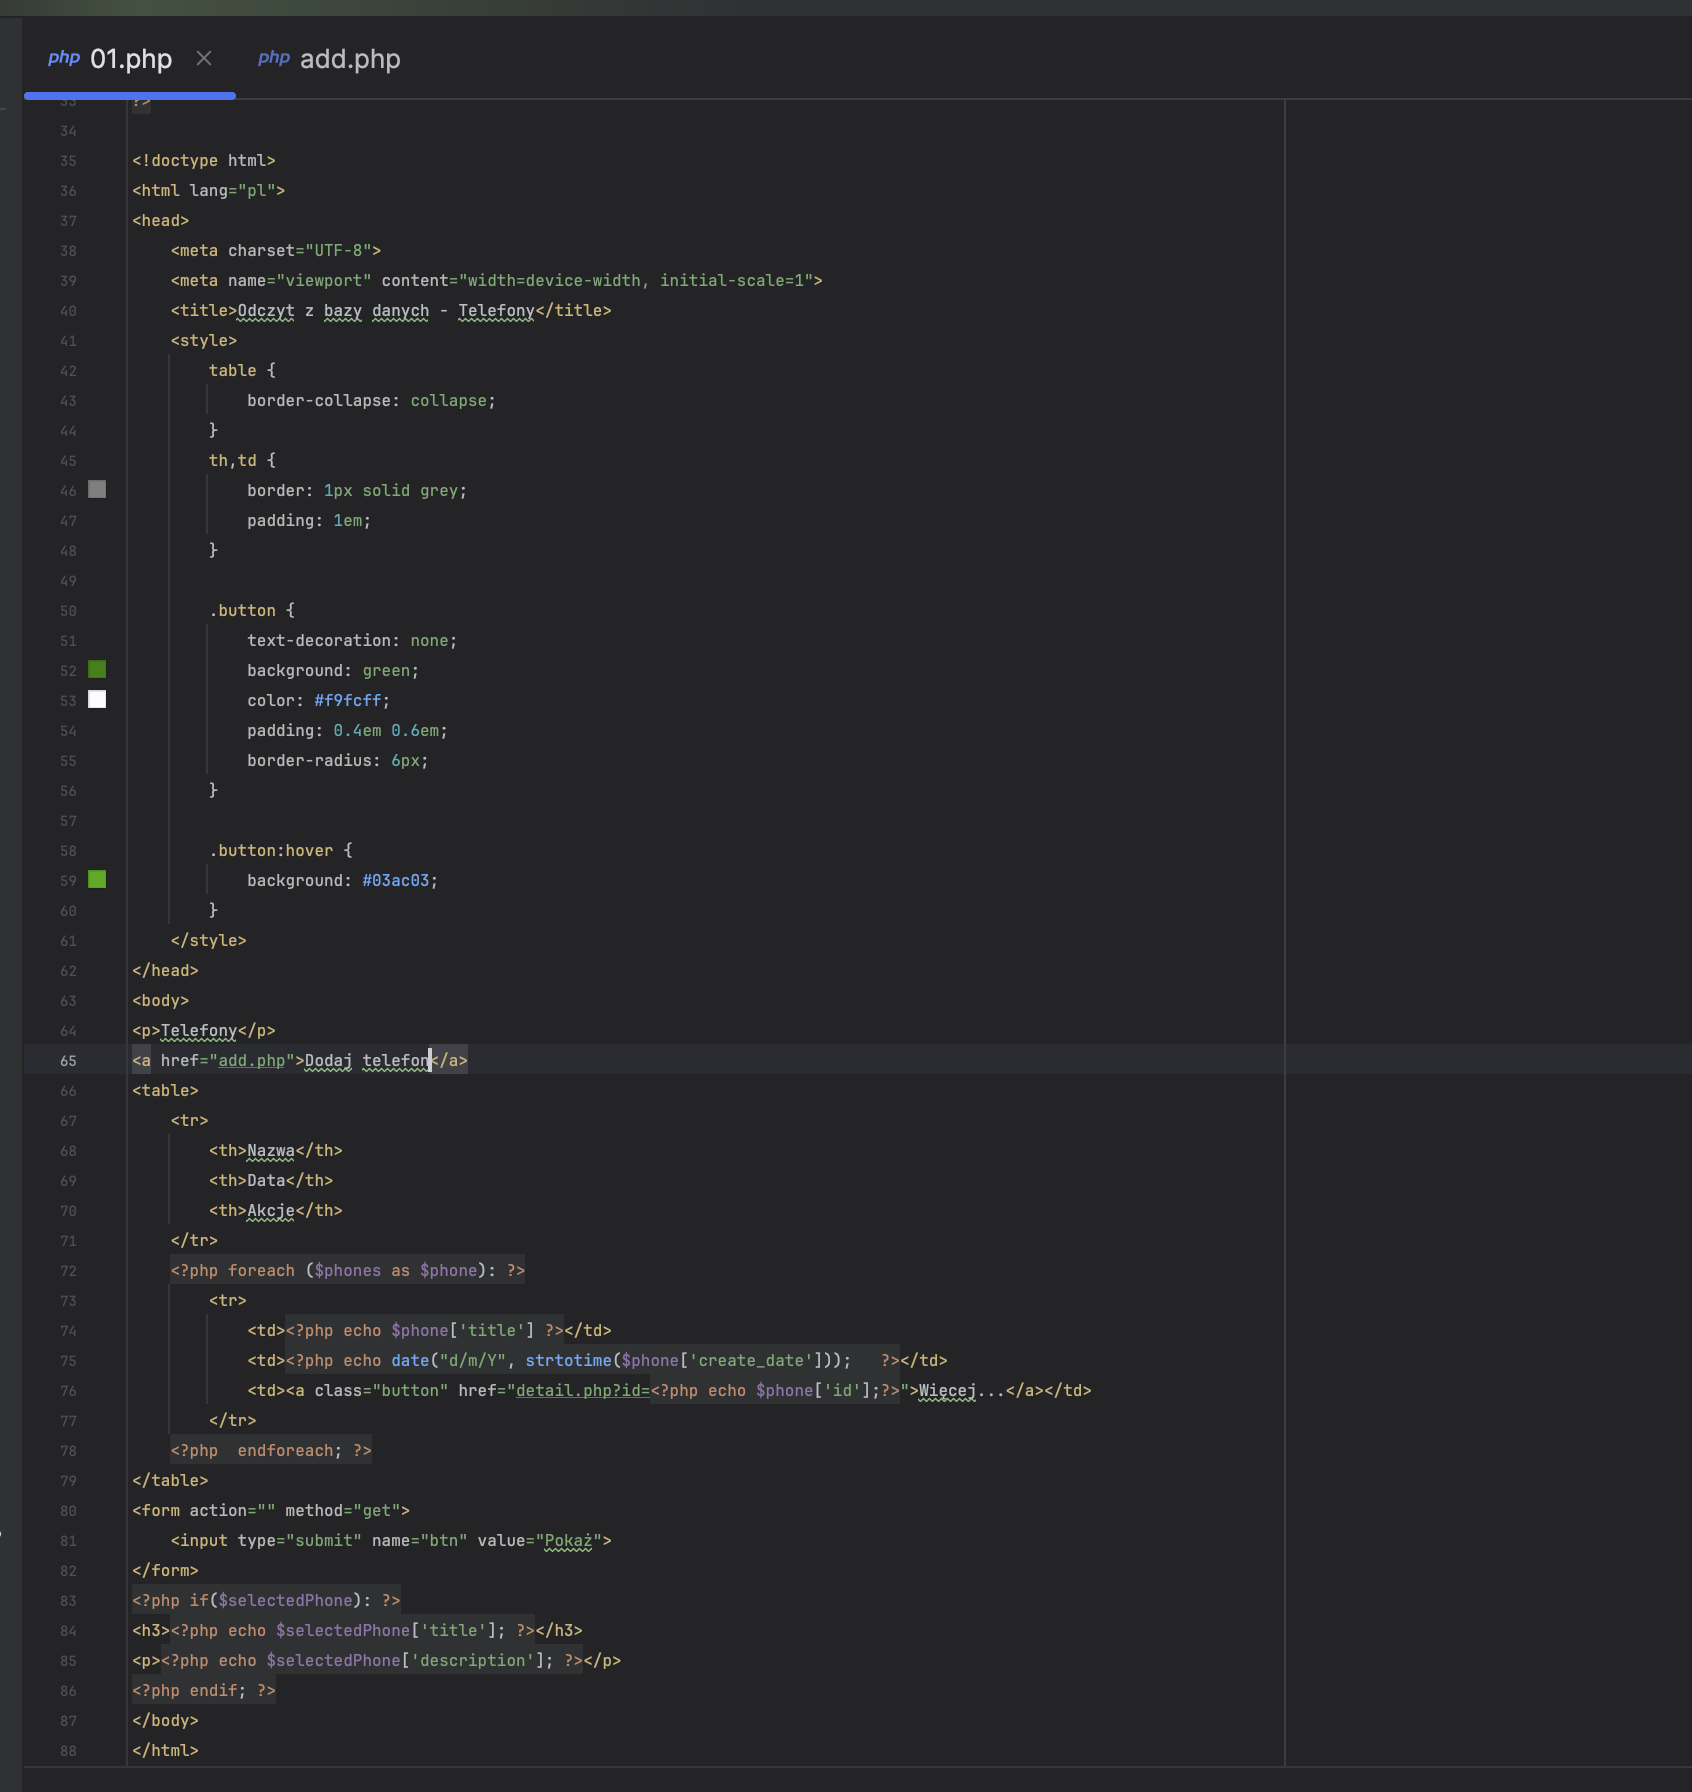 php 01.php
php add.php
33 ?>
34
35 <!doctype html>
36 <html lang="pl">
37 <head>
38     <meta charset="UTF-8">
39     <meta name="viewport" content="width=device-width, initial-scale=1">
40     <title>Odczyt z bazy danych - Telefony</title>
41     <style>
42         table {
43             border-collapse: collapse;
44         }
45         th,td {
46             border: 1px solid grey;
47             padding: 1em;
48         }
49
50         .button {
51             text-decoration: none;
52             background: green;
53             color: #f9fcff;
54             padding: 0.4em 0.6em;
55             border-radius: 6px;
56         }
57
58         .button:hover {
59             background: #03ac03;
60         }
61     </style>
62 </head>
63 <body>
64 <p>Telefony</p>
65 <a href="add.php">Dodaj telefon</a>
66 <table>
67     <tr>
68         <th>Nazwa</th>
69         <th>Data</th>
70         <th>Akcje</th>
71     </tr>
72     <?php foreach ($phones as $phone): ?>
73         <tr>
74             <td><?php echo $phone['title'] ?></td>
75             <td><?php echo date("d/m/Y", strtotime($phone['create_date']));   ?></td>
76             <td><a class="button" href="detail.php?id=<?php echo $phone['id'];?>">Więcej...</a></td>
77         </tr>
78     <?php  endforeach; ?>
79 </table>
80 <form action="" method="get">
81     <input type="submit" name="btn" value="Pokaż">
82 </form>
83 <?php if($selectedPhone): ?>
84 <h3><?php echo $selectedPhone['title']; ?></h3>
85 <p><?php echo $selectedPhone['description']; ?></p>
86 <?php endif; ?>
87 </body>
88 </html>